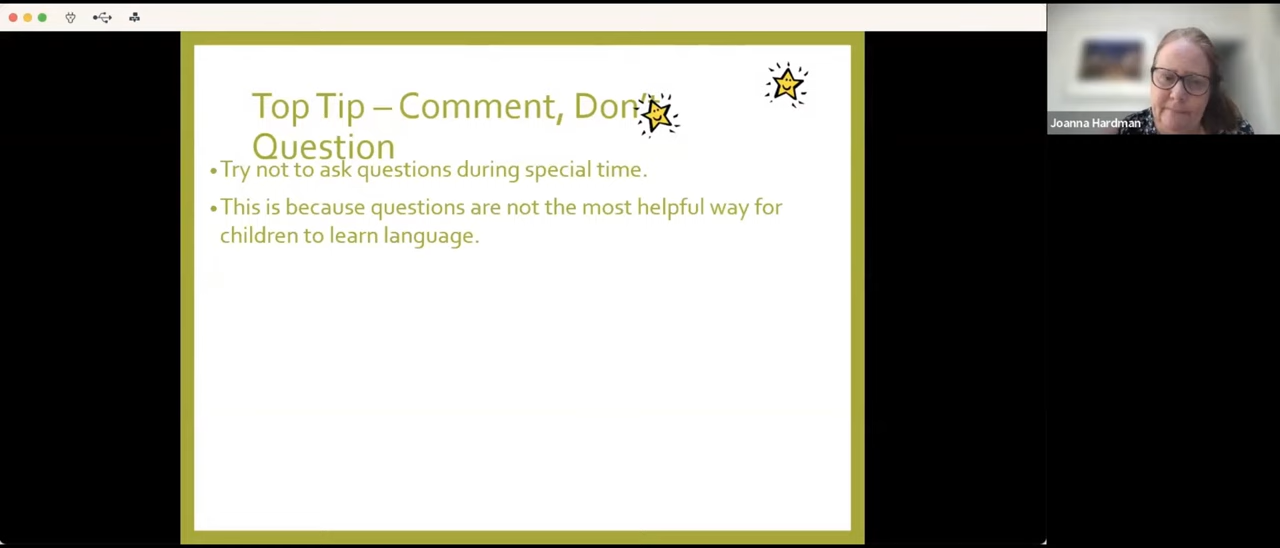 Top Tip – Comment, Don't
Question
•Try not to ask questions during special time.
•This is because questions are not the most helpful way for
children to learn language.
Joanna Hardman